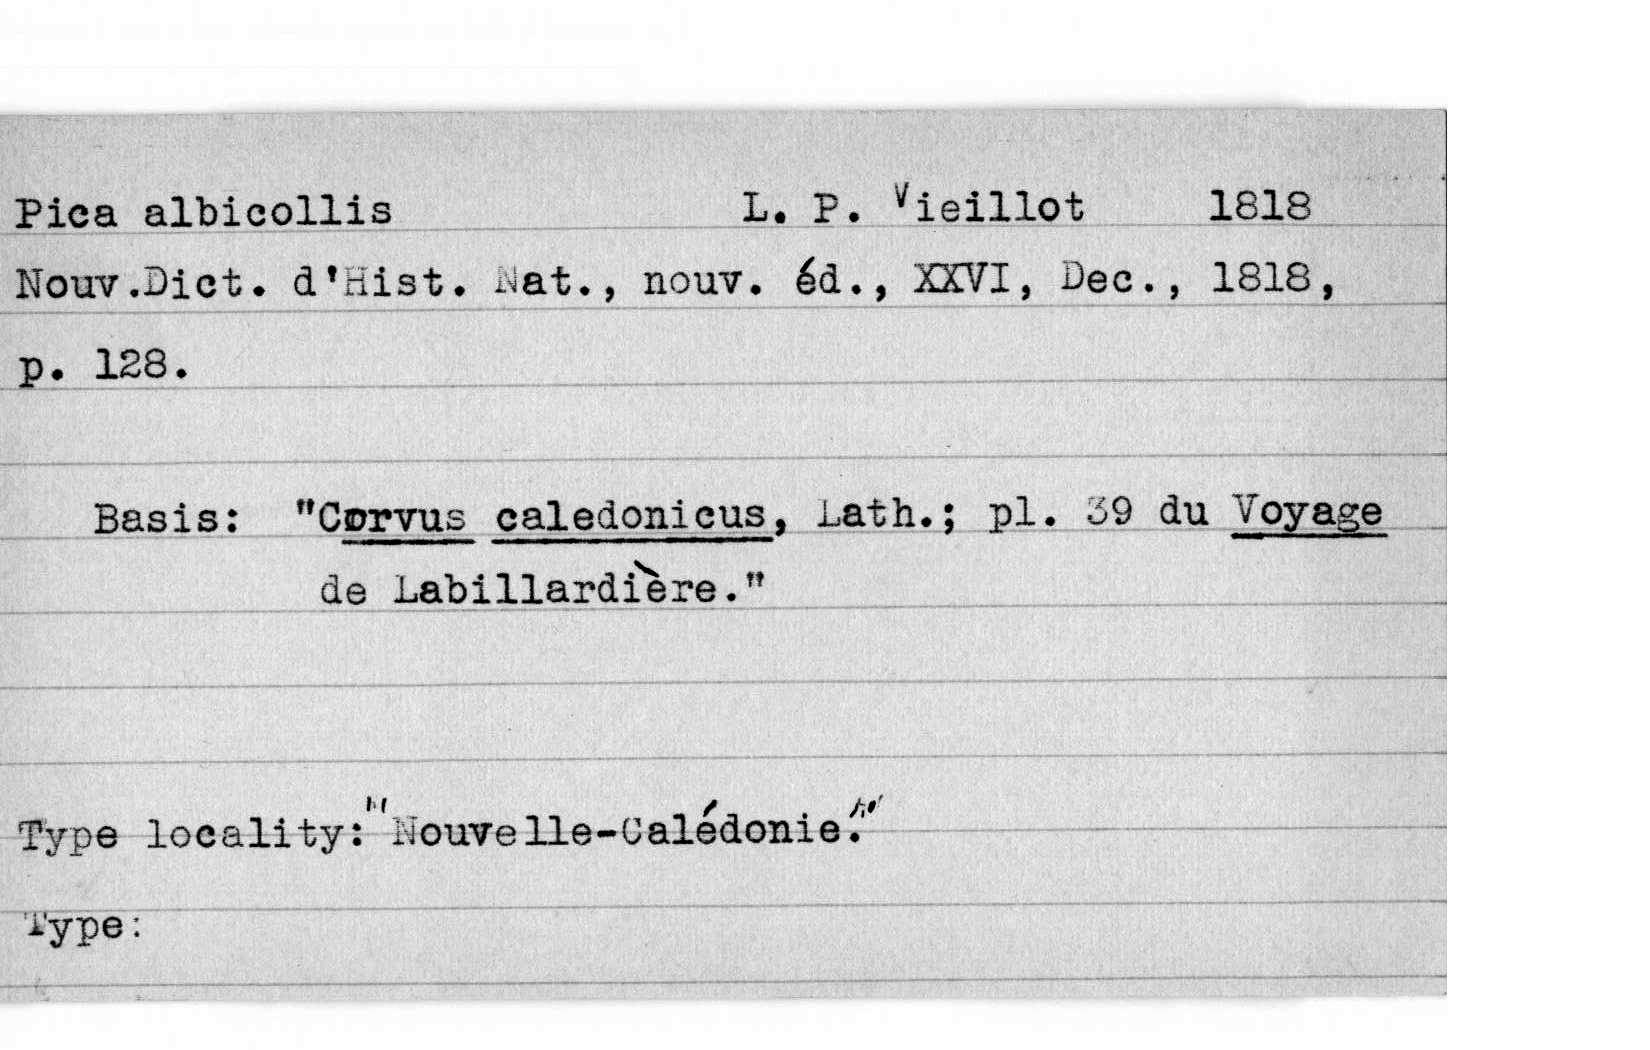 Pica albicollis L. P. Vieillot 1818
Nouv.Dict. d'Hist. Nat., nouv. éd., XXVI, Dec., 1818,
p. 128.
Basis: "Corvus caledonicus, Lath.; pl. 39 du Voyage
de Labillardière."
Type locality: "Nouvelle-Calédonie."
Type: